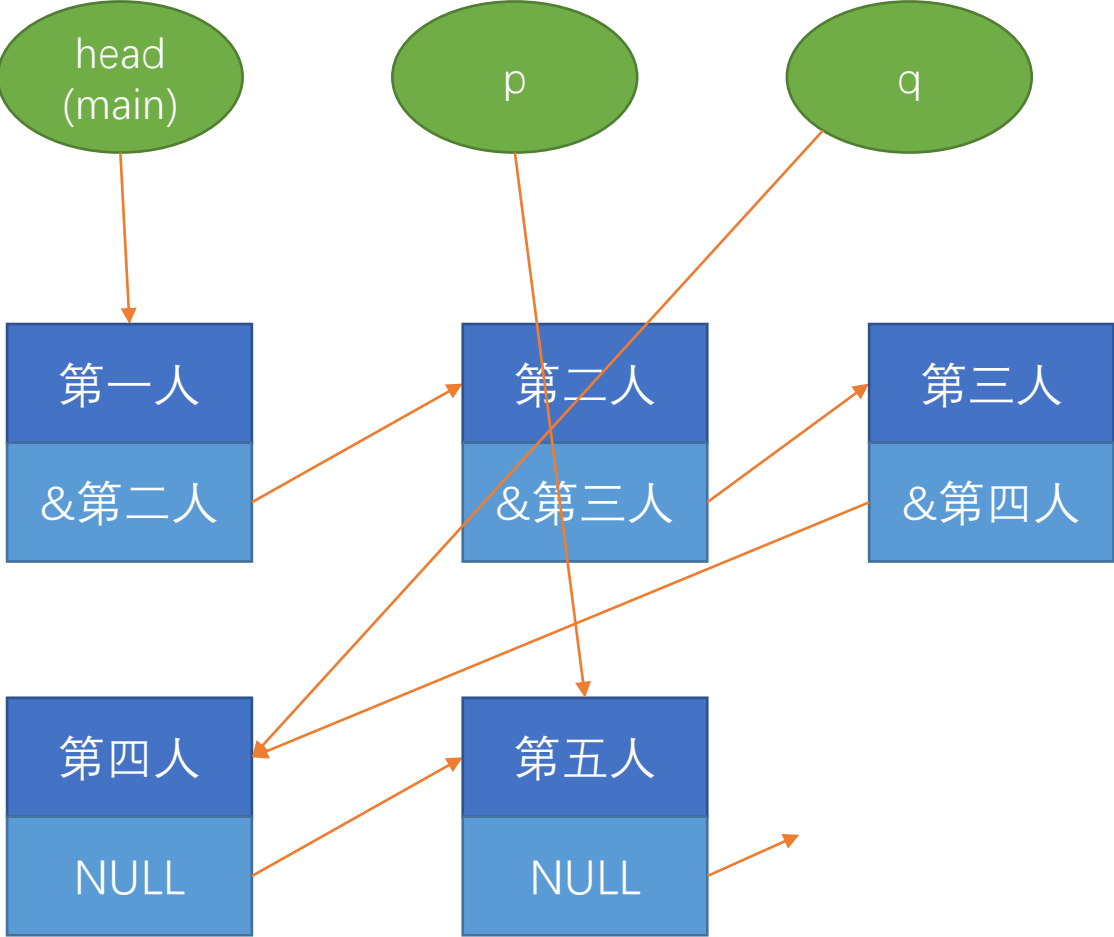 head
(main)
p
q
第一人
第二人
第三人
&第二人
&第三人
&第四人
第四人
第五人
NULL
NULL